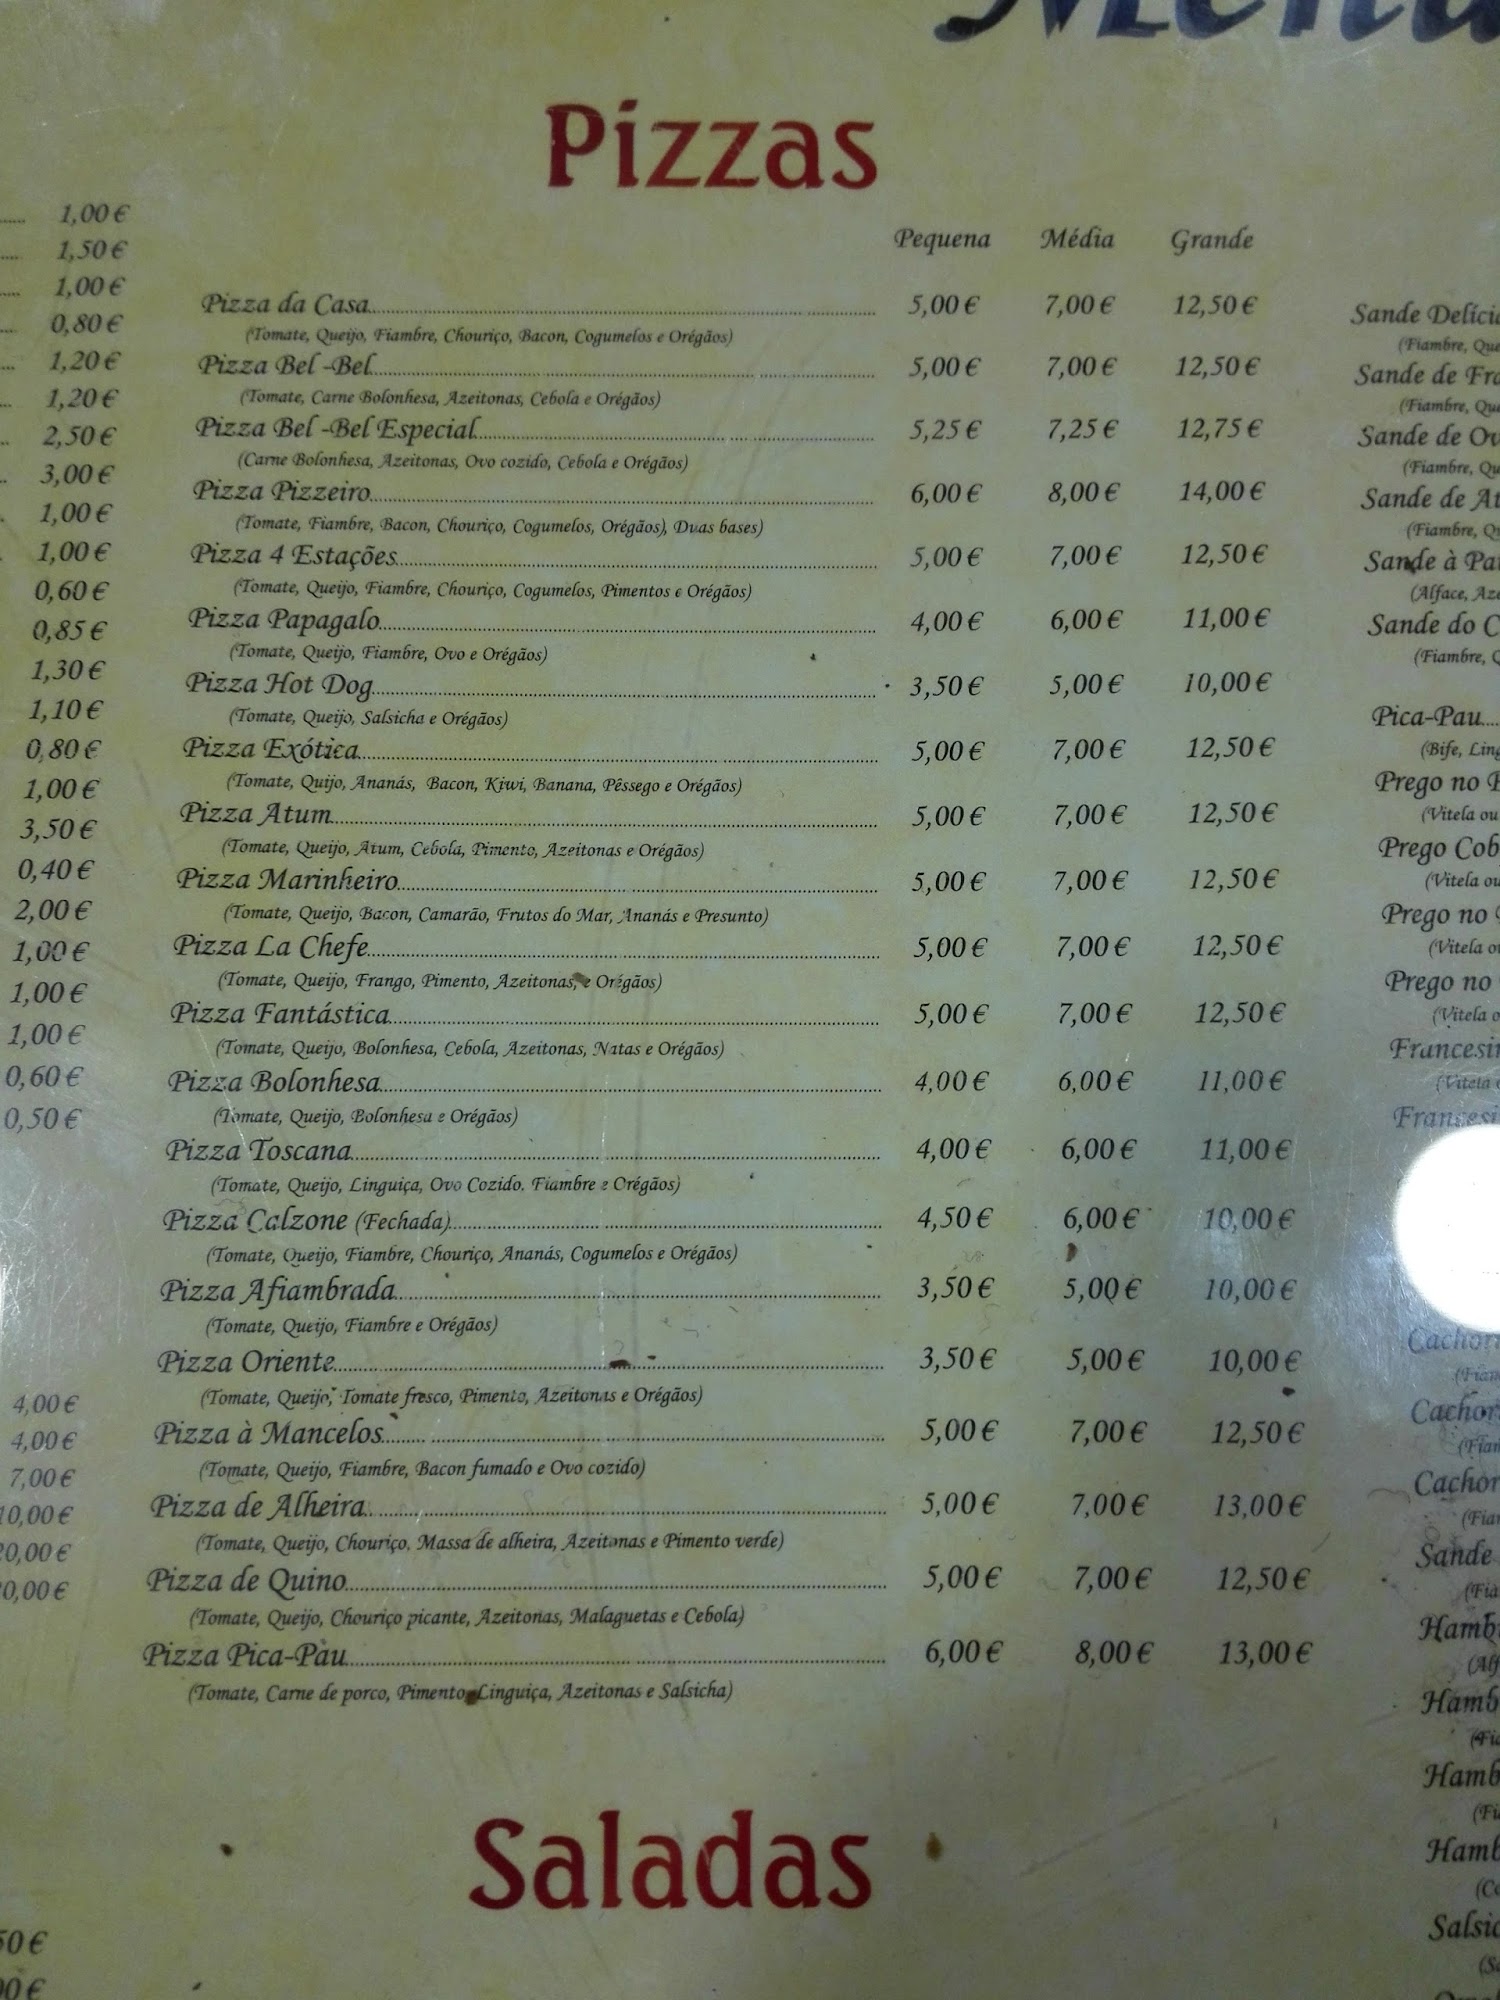 Menu
Pizzas
Pequena Média Grande
Pizza da Casa 5,00 € 7,00 € 12,50 €
(Tomate, Queijo, Fiambre, Chouriço, Bacon, Cogumelos e Orégãos)
Pizza Bel -Bel 5,00 € 7,00 € 12,50 €
(Tomate, Carne Bolonhesa, Azeitonas, Cebola e Orégãos)
Pizza Bel -Bel Especial 5,25 € 7,25 € 12,75 €
(Carne Bolonhesa, Azeitonas, Ovo cozido, Cebola e Orégãos)
Pizza Pizzeiro 6,00 € 8,00 € 14,00 €
(Tomate, Fiambre, Bacon, Chouriço, Cogumelos, Orégãos), Duas bases)
Pizza 4 Estações 5,00 € 7,00 € 12,50 €
(Tomate, Queijo, Fiambre, Chouriço, Cogumelos, Pimentos e Orégãos)
Pizza Papagalo 4,00 € 6,00 € 11,00 €
(Tomate, Queijo, Fiambre, Ovo e Orégãos)
Pizza Hot Dog 3,50 € 5,00 € 10,00 €
(Tomate, Queijo, Salsicha e Orégãos)
Pizza Exótica 5,00 € 7,00 € 12,50 €
(Tomate, Quijo, Ananás, Bacon, Kiwi, Banana, Pêssego e Orégãos)
Pizza Atum 5,00 € 7,00 € 12,50 €
(Tomate, Queijo, Atum, Cebola, Pimento, Azeitonas e Orégãos)
Pizza Marinheiro 5,00 € 7,00 € 12,50 €
(Tomate, Queijo, Bacon, Camarão, Frutos do Mar, Ananás e Presunto)
Pizza La Chefe 5,00 € 7,00 € 12,50 €
(Tomate, Queijo, Frango, Pimento, Azeitonas, e Orégãos)
Pizza Fantástica 5,00 € 7,00 € 12,50 €
(Tomate, Queijo, Bolonhesa, Cebola, Azeitonas, Natas e Orégãos)
Pizza Bolonhesa 4,00 € 6,00 € 11,00 €
(Tomate, Queijo, Bolonhesa e Orégãos)
Pizza Toscana 4,00 € 6,00 € 11,00 €
(Tomate, Queijo, Linguiça, Ovo Cozido, Fiambre e Orégãos)
Pizza Calzone (Fechada) 4,50 € 6,00 € 10,00 €
(Tomate, Queijo, Fiambre, Chouriço, Ananás, Cogumelos e Orégãos)
Pizza Afiambrada 3,50 € 5,00 € 10,00 €
(Tomate, Queijo, Fiambre e Orégãos)
Pizza Oriente 3,50 € 5,00 € 10,00 €
(Tomate, Queijo, Tomate fresco, Pimento, Azeitonas e Orégãos)
Pizza à Mancelos 5,00 € 7,00 € 12,50 €
(Tomate, Queijo, Fiambre, Bacon fumado e Ovo cozido)
Pizza de Alheira 5,00 € 7,00 € 13,00 €
(Tomate, Queijo, Chouriço, Massa de alheira, Azeitonas e Pimento verde)
Pizza de Quino 5,00 € 7,00 € 12,50 €
(Tomate, Queijo, Chouriço picante, Azeitonas, Malaguetas e Cebola)
Pizza Pica-Pau 6,00 € 8,00 € 13,00 €
(Tomate, Carne de porco, Pimento, Linguiça, Azeitonas e Salsicha)
Saladas
1,00 €
1,50 €
1,00 €
0,80 €
1,20 €
1,20 €
2,50 €
3,00 €
1,00 €
1,00 €
0,60 €
0,85 €
1,30 €
1,10 €
0,80 €
1,00 €
3,50 €
0,40 €
2,00 €
1,00 €
1,00 €
1,00 €
0,60 €
0,50 €
4,00 €
4,00 €
7,00 €
10,00 €
Sande Delícia
(Fiambre,
Sande de
(Fiambre,
Sande de
(Fiambre,
Sande de
(Fiambre,
Sande à
(Alface,
Sande do
(Fiambre,
Pica-Pau
(Bife,
Prego no
(Vitela ou
Prego
(Vitela ou
Prego no
(Vitela
Prego no
(Vitela
Sande